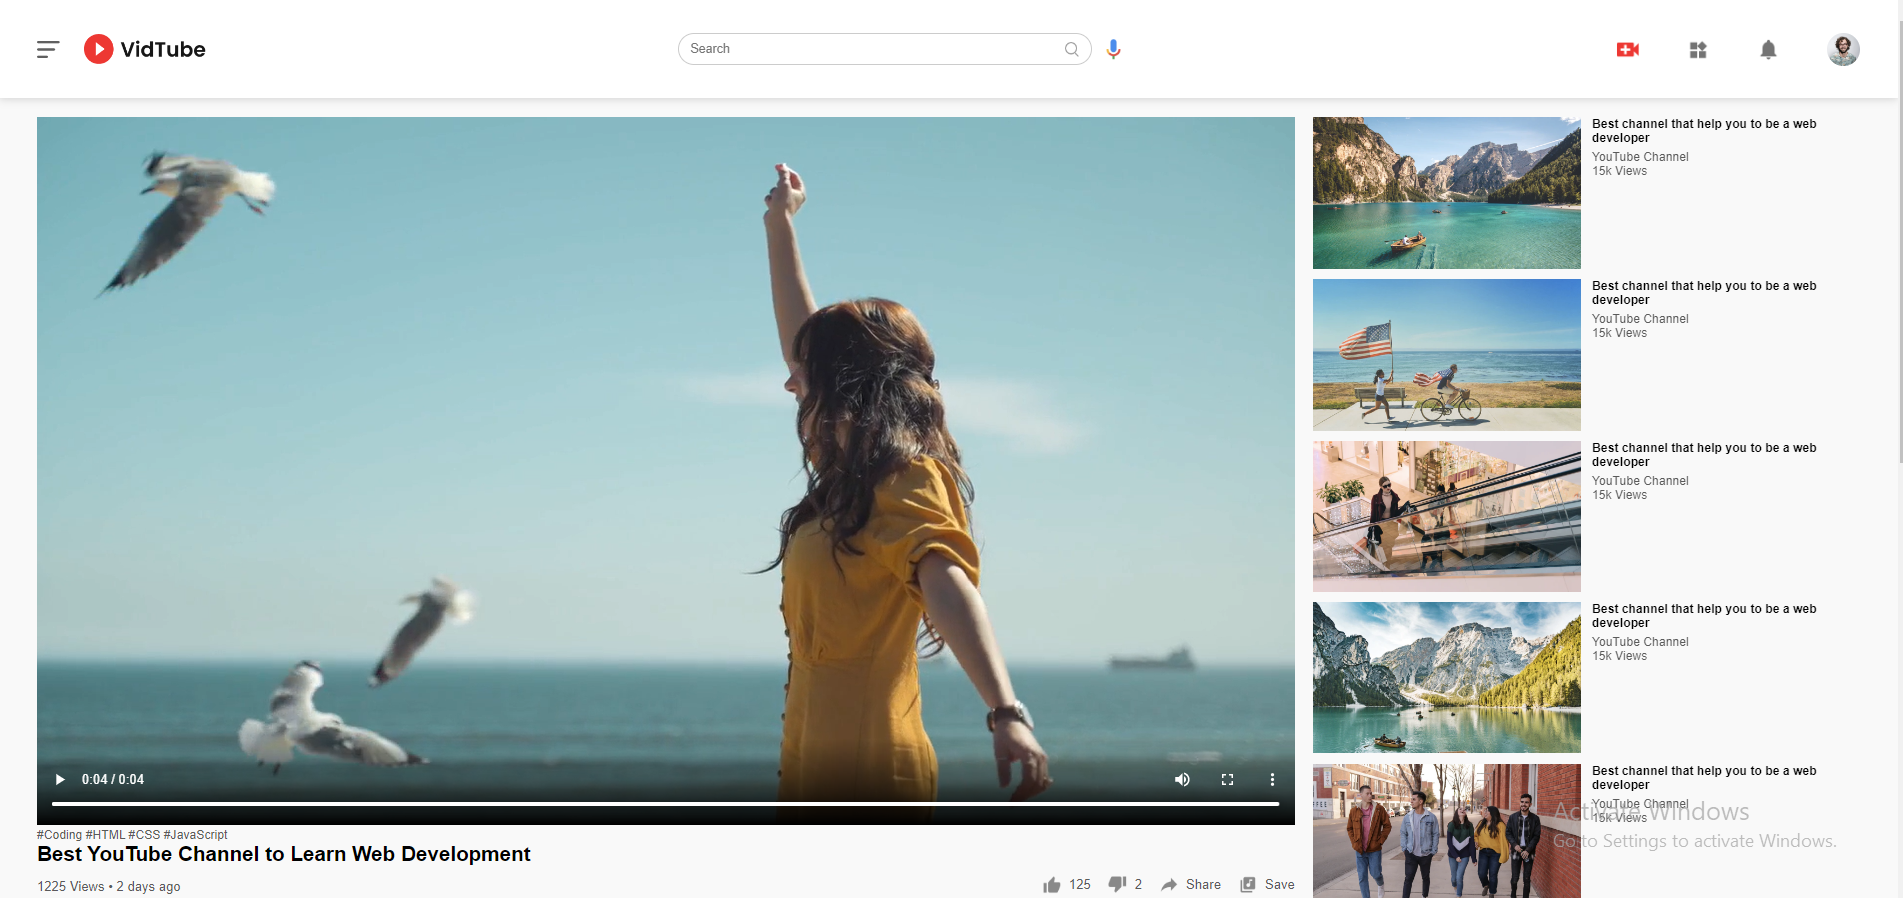 VidTube
Search
0:04 / 0:04
#Coding #HTML #CSS #JavaScript
Best YouTube Channel to Learn Web Development
1225 Views • 2 days ago
125
2
Share
Save
Best channel that help you to be a web
developer
YouTube Channel
15k Views
Best channel that help you to be a web
developer
YouTube Channel
15k Views
Best channel that help you to be a web
developer
YouTube Channel
15k Views
Best channel that help you to be a web
developer
YouTube Channel
15k Views
Best channel that help you to be a web
developer
YouTube Channel
15k Views
Activate Windows
Go to Settings to activate Windows.